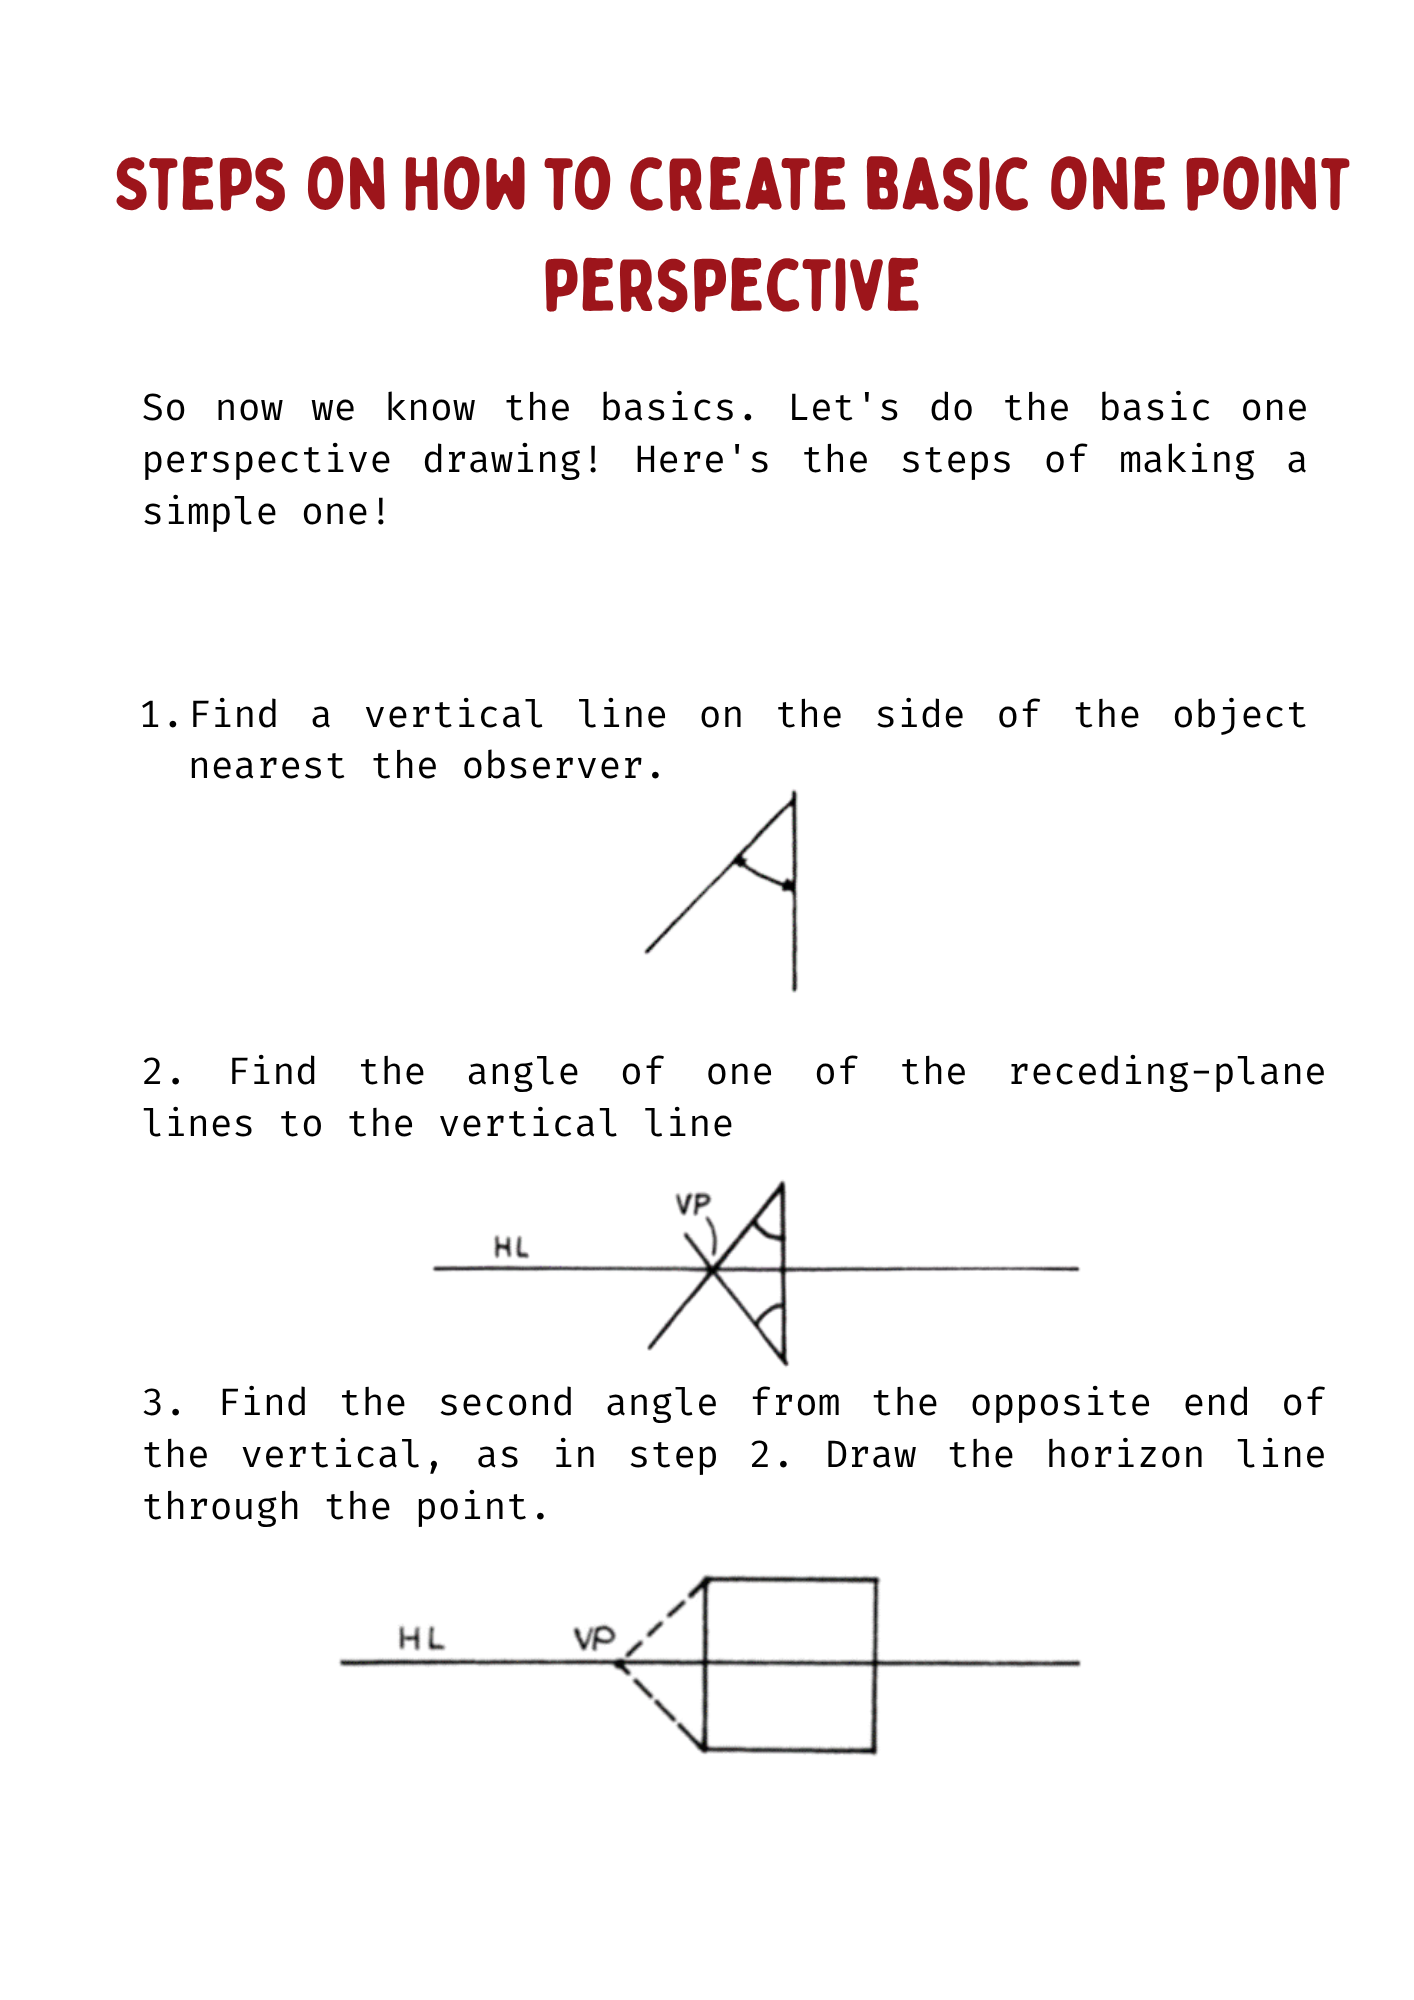 STEPS ON HOW TO CREATE BASIC ONE POINT
PERSPECTIVE
So now we know the basics. Let's do the basic one
perspective drawing! Here's the steps of making a
simple one!
1. Find a vertical line on the side of the object
nearest the observer.
2. Find the angle of one of the receding-plane
lines to the vertical line
VP
HL
3. Find the second angle from the opposite end of
the vertical, as in step 2. Draw the horizon line
through the point.
HL VP